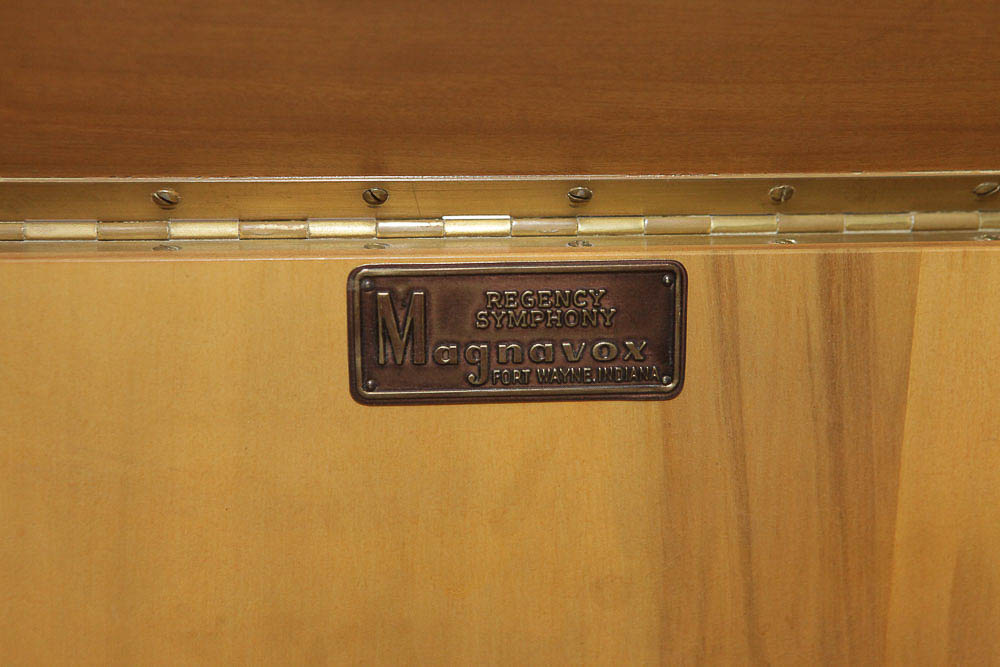 REGENCY
SYMPHONY
Magnavox
FORT WAYNE, INDIANA